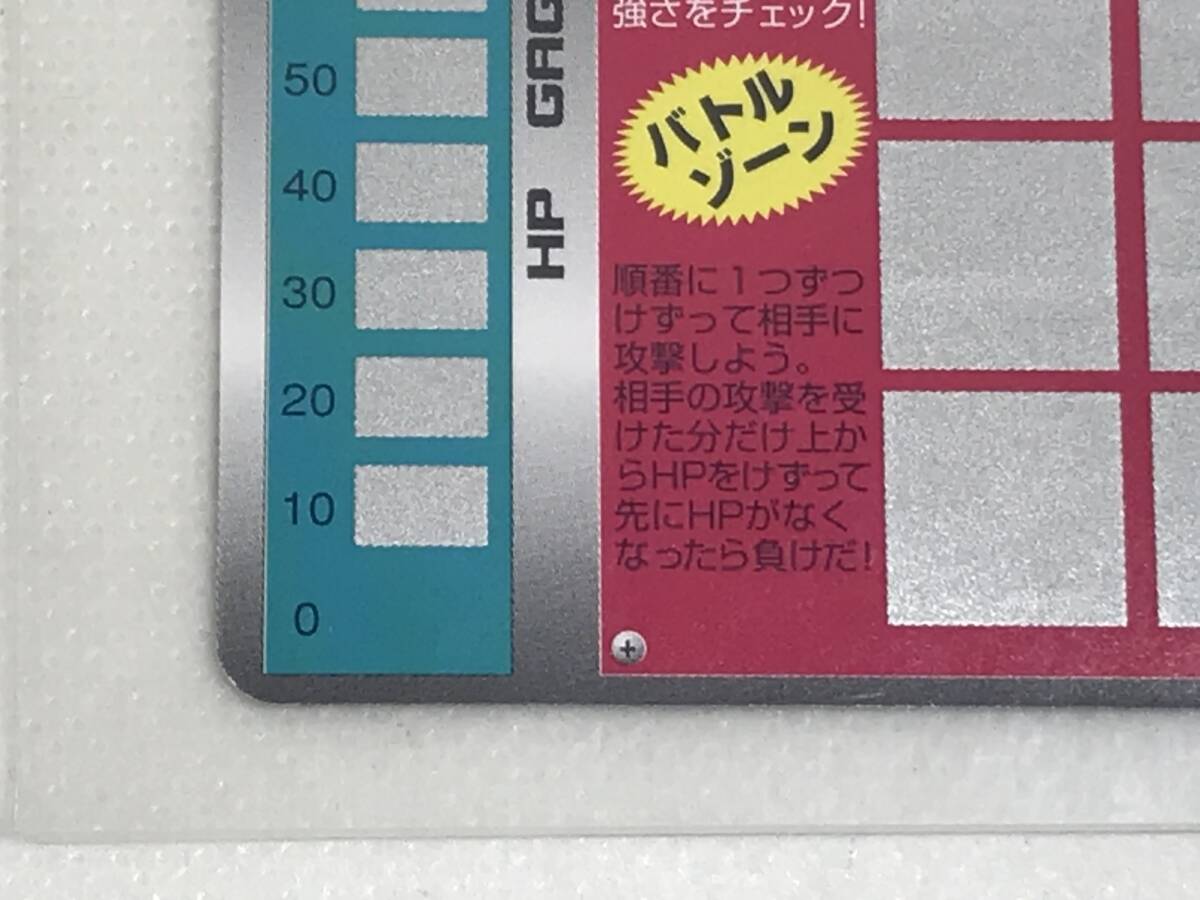 50
40
30
20
10
0
HP GAG
強さをチェック!
バトル
ゾーン
順番に1つずつ
けずって相手に
攻撃しよう。
相手の攻撃を受
けた分だけ上か
らHPをけずって
先にHPがなく
なったら負けだ!